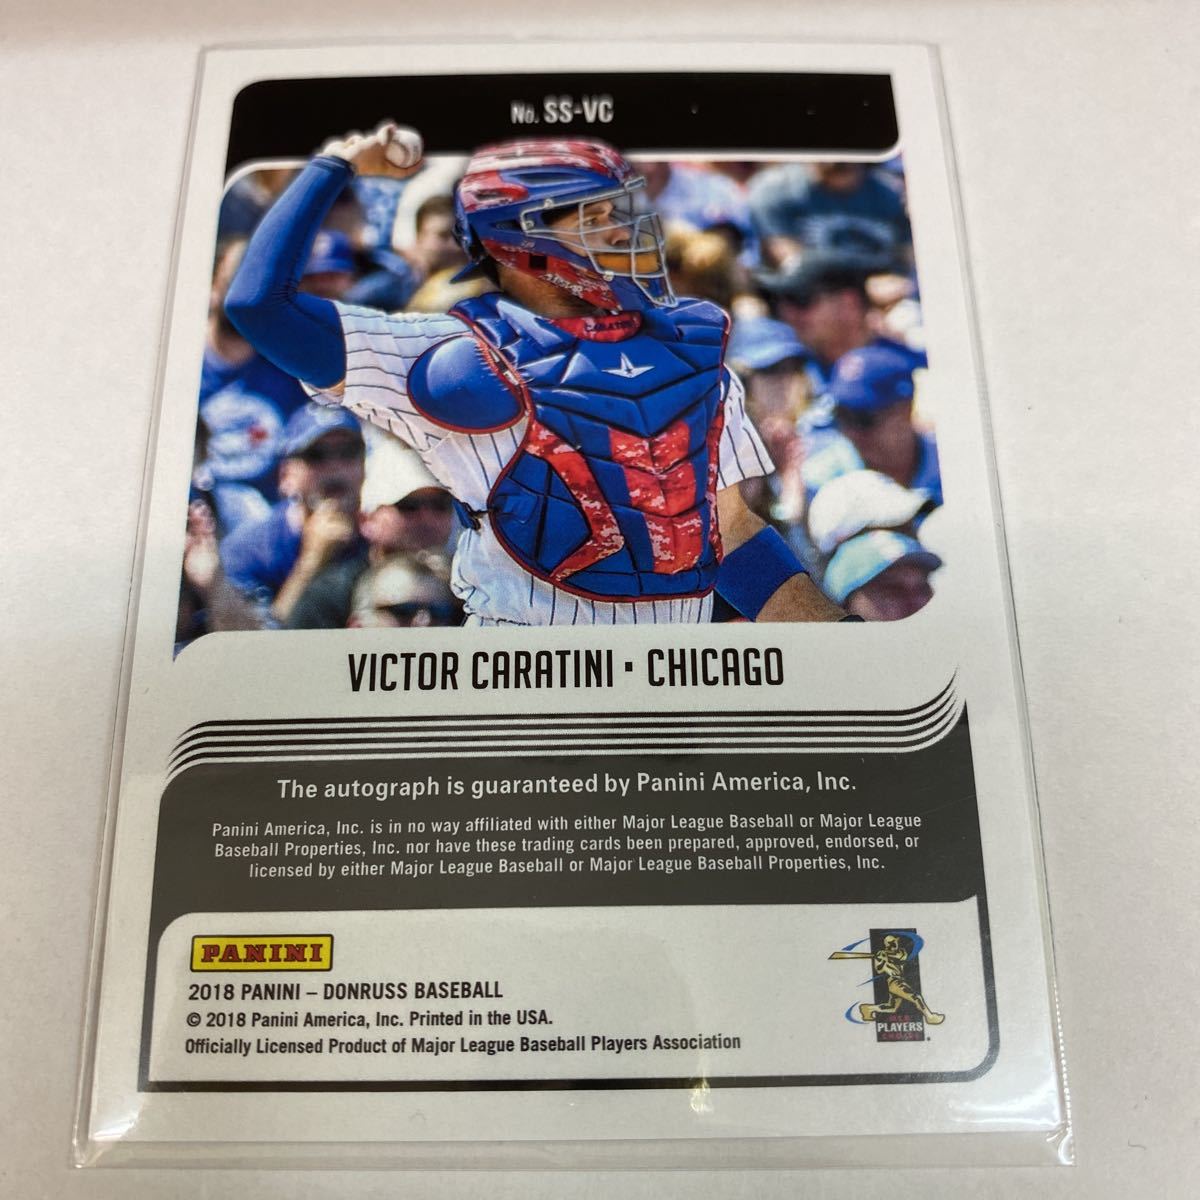 No. SS-VC
VICTOR CARATINI · CHICAGO
The autograph is guaranteed by Panini America, Inc.
Panini America, Inc. is in no way affiliated with either Major League Baseball or Major League
Baseball Properties, Inc. nor have these trading cards been prepared, approved, endorsed, or
licensed by either Major League Baseball or Major League Baseball Properties, Inc.
PANINI
2018 PANINI – DONRUSS BASEBALL
© 2018 Panini America, Inc. Printed in the USA.
Officially Licensed Product of Major League Baseball Players Association
MLB
PLAYERS
CHOICE